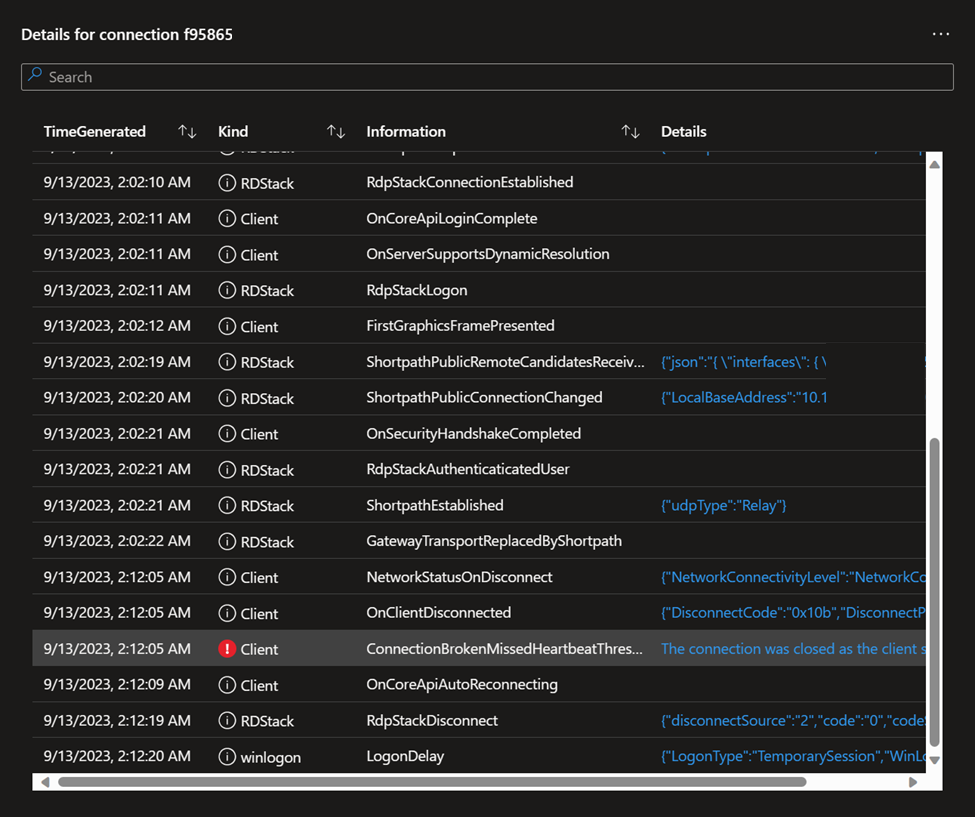 Details for connection f95865
...
Search
TimeGenerated Kind Information Details
9/13/2023, 2:02:10 AM RDStack RdpStackConnectionEstablished
9/13/2023, 2:02:11 AM Client OnCoreApiLoginComplete
9/13/2023, 2:02:11 AM Client OnServerSupportsDynamicResolution
9/13/2023, 2:02:11 AM RDStack RdpStackLogon
9/13/2023, 2:02:12 AM Client FirstGraphicsFramePresented
9/13/2023, 2:02:19 AM RDStack ShortpathPublicRemoteCandidatesReceiv... {"json":"{ \"interfaces\": { \
9/13/2023, 2:02:20 AM RDStack ShortpathPublicConnectionChanged {"LocalBaseAddress":"10.1
9/13/2023, 2:02:21 AM Client OnSecurityHandshakeCompleted
9/13/2023, 2:02:21 AM RDStack RdpStackAuthenticaticatedUser
9/13/2023, 2:02:21 AM RDStack ShortpathEstablished {"udpType":"Relay"}
9/13/2023, 2:02:22 AM RDStack GatewayTransportReplacedByShortpath
9/13/2023, 2:12:05 AM Client NetworkStatusOnDisconnect {"NetworkConnectivityLevel":"NetworkCo
9/13/2023, 2:12:05 AM Client OnClientDisconnected {"DisconnectCode":"0x10b","DisconnectP
9/13/2023, 2:12:05 AM Client ConnectionBrokenMissedHeartbeatThres... The connection was closed as the client s
9/13/2023, 2:12:09 AM Client OnCoreApiAutoReconnecting
9/13/2023, 2:12:19 AM RDStack RdpStackDisconnect {"disconnectSource":"2","code":"0","codeS
9/13/2023, 2:12:20 AM winlogon LogonDelay {"LogonType":"TemporarySession","WinLo